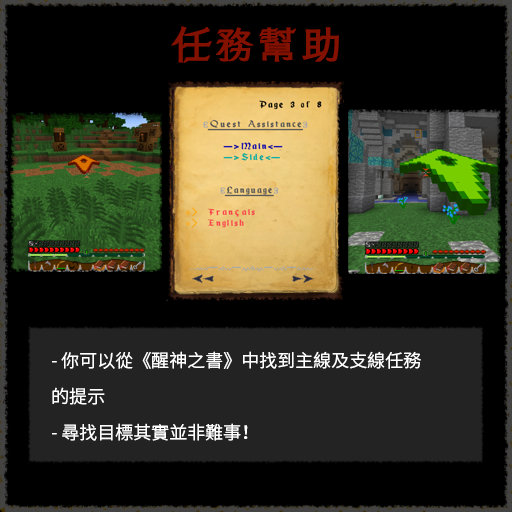 任務幫助
Page 3 of 8
Quest Assistance
—>Main<—
—>Side<—
Language
Français
English
- 你可以從《醒神之書》中找到主線及支線任務
的提示
- 尋找目標其實並非難事！